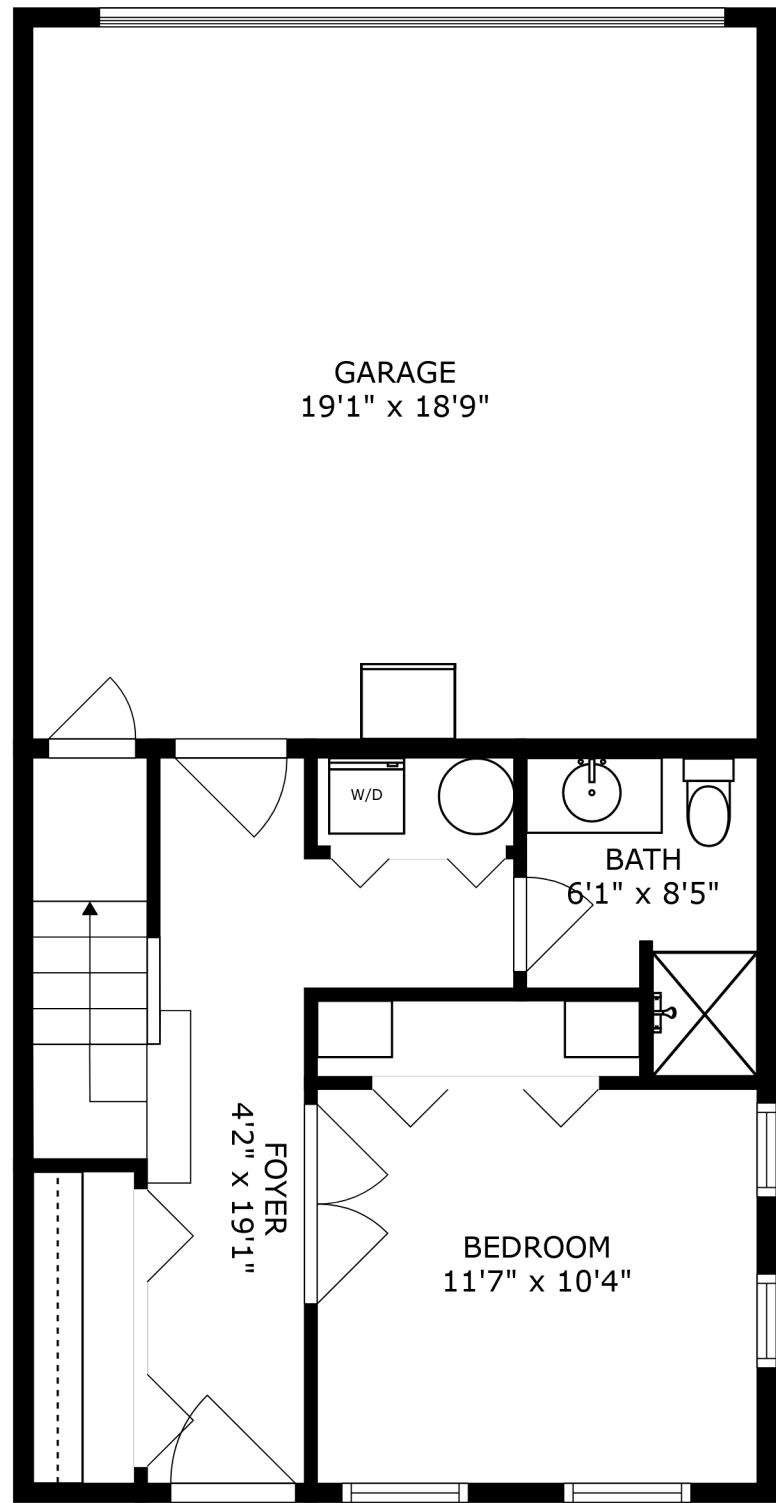 GARAGE
19'1" x 18'9"
W/D
BATH
6'1" x 8'5"
FOYER
4'2" x 19'1"
BEDROOM
11'7" x 10'4"